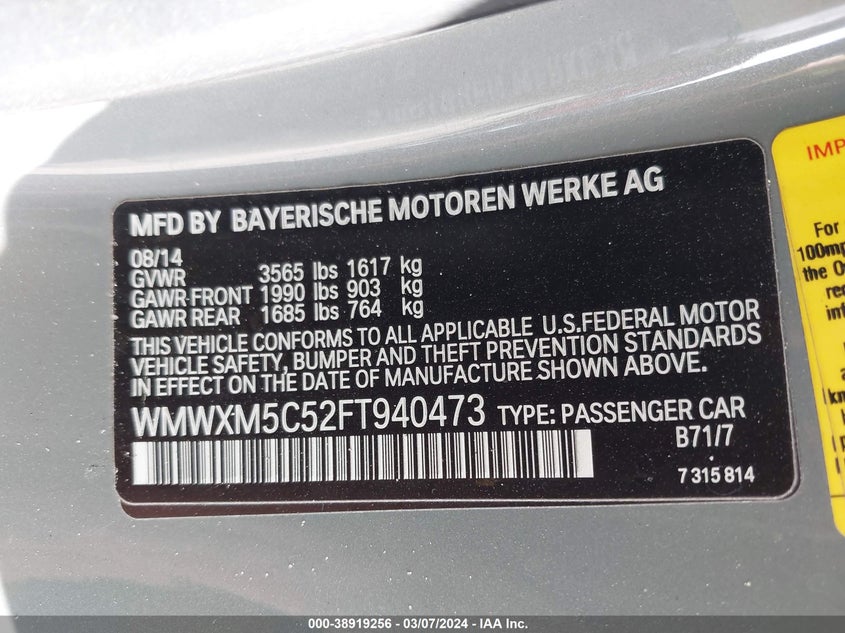 MFD BY BAYERISCHE MOTOREN WERKE AG
08/14
GVWR 3565 lbs 1617 kg
GAWR-FRONT 1990 lbs 903 kg
GAWR REAR 1685 lbs 764 kg
THIS VEHICLE CONFORMS TO ALL APPLICABLE U.S.FEDERAL MOTOR
VEHICLE SAFETY, BUMPER AND THEFT PREVENTION STANDARDS
IN EFFECT ON THE DATE OF MANUFACTURE SHOWN ABOVE.
WMWXM5C52FT940473 TYPE: PASSENGER CAR
B71/7
7 315 814
IMP
For
100mp
the O
rec
inf
000-38919256 - 03/07/2024 - IAA Inc.